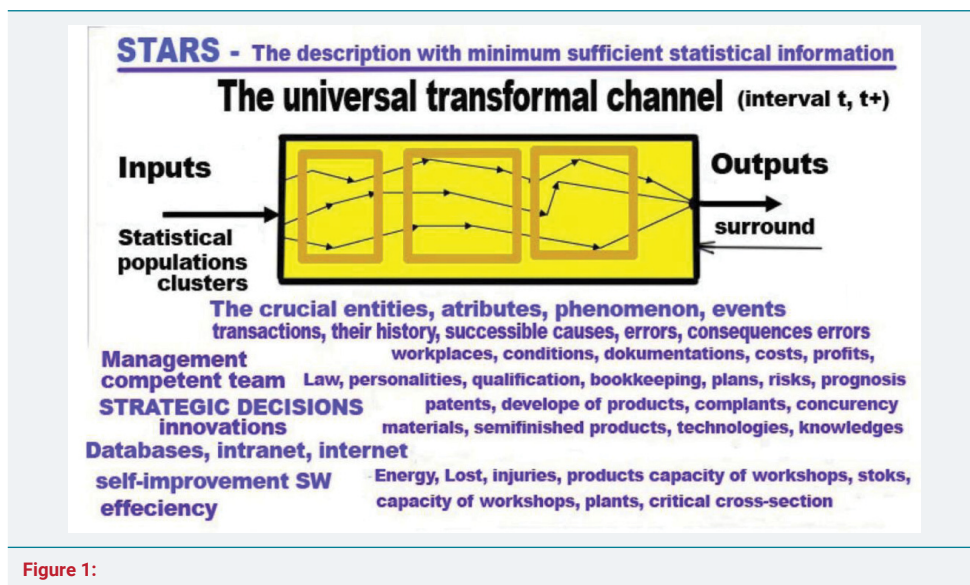 STARS - The description with minimum sufficient statistical information
The universal transformal channel (interval t, t+)
Inputs
Outputs
Statistical
populations
clusters
surround
The crucial entities, atributes, phenomenon, events
transactions, their history, successible causes, errors, consequences errors
Management workplaces, conditions, dokumentations, costs, profits,
competent team Law, personalities, qualification, bookkeeping, plans, risks, prognosis
STRATEGIC DECISIONS patents, develope of products, complants, concurency
innovations materials, semifinished products, technologies, knowledges
Databases, intranet, internet
self-improvement SW Energy, Lost, injuries, products capacity of workshops, stoks,
effeciency capacity of workshops, plants, critical cross-section
Figure 1: